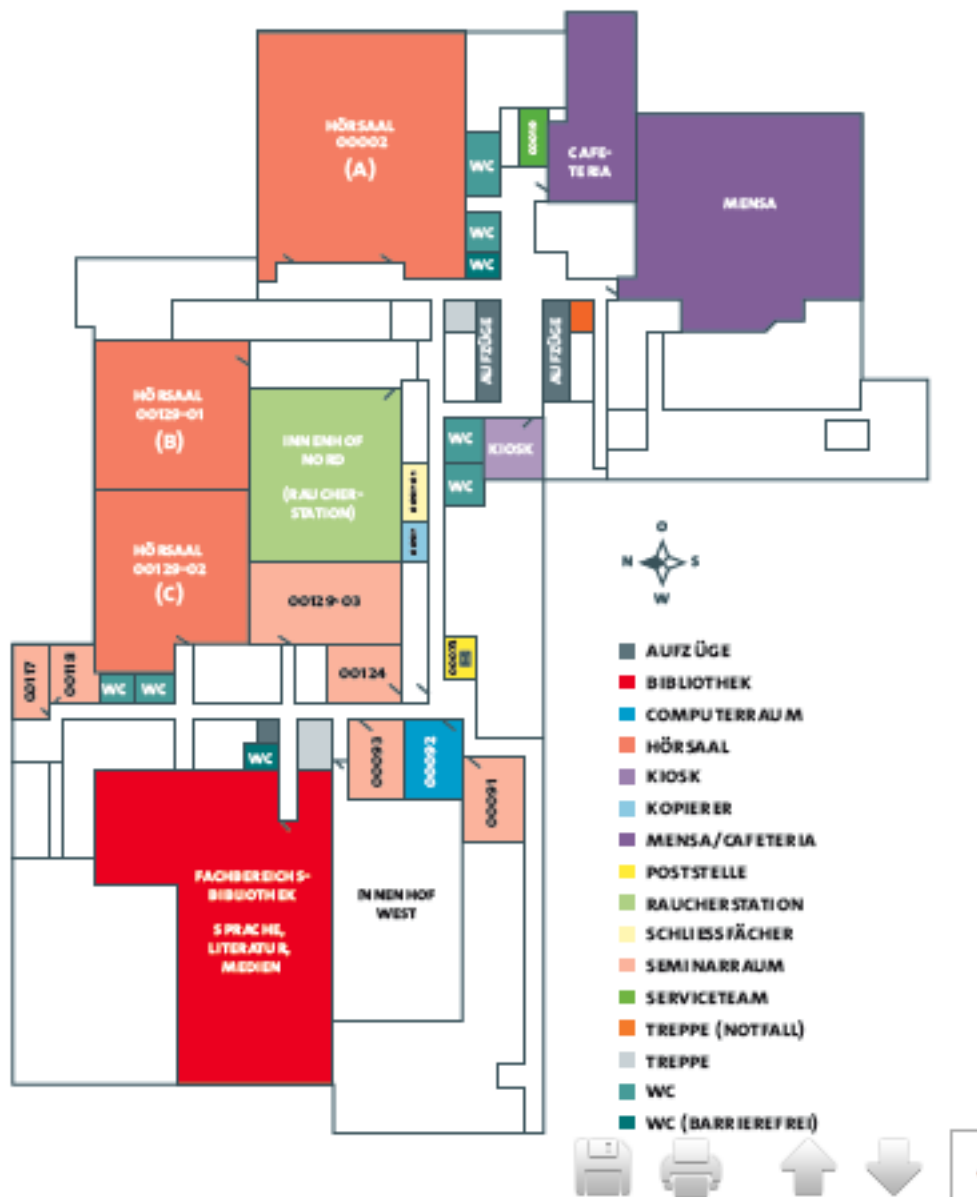 HÖRSAAL
00002
(A)
WC
WC
WC
00010
CAFE-
TERIA
MENSA
AUFZÜGE
AUFZÜGE
HÖRSAAL
00129-01
(B)
INNENHOF
NORD
(RAUCHER-
STATION)
WC
WC
KIOSK
HÖRSAAL
00129-02
(C)
00129-03
00124
00117
00118
WC
WC
WC
00093
00092
00091
FACHBEREICHS-
BIBLIOTHEK
SPRACHE,
LITERATUR,
MEDIEN
INNENHOF
WEST
O
N
S
W
AUFZÜGE
BIBLIOTHEK
COMPUTERRAUM
HÖRSAAL
KIOSK
KOPIERER
MENSA/CAFETERIA
POSTSTELLE
RAUCHERSTATION
SCHLIESSFÄCHER
SEMINARRAUM
SERVICETEAM
TREPPE (NOTFALL)
TREPPE
WC
WC (BARRIEREFREI)